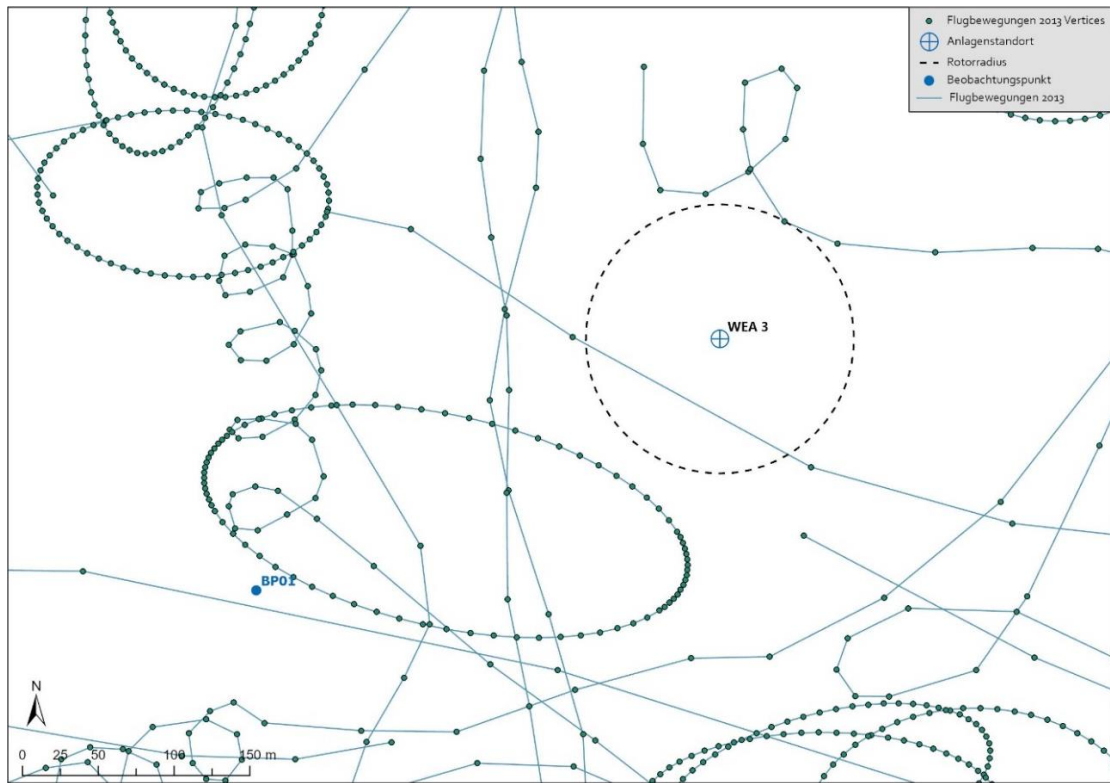 Flugbewegungen 2013 Vertices
Anlagenstandort
Rotorradius
Beobachtungspunkt
Flugbewegungen 2013
WEA 3
BP01
N
0 25 50 100 150 m